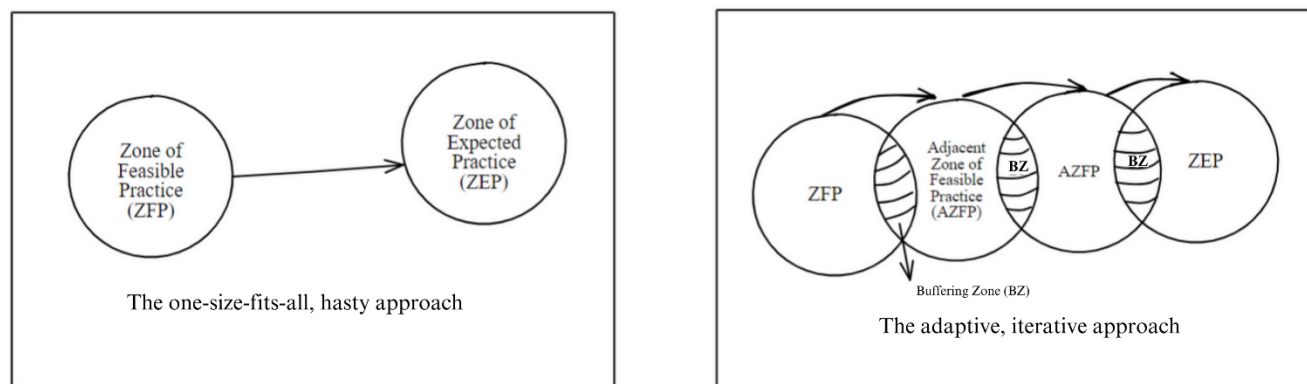 Zone of
Feasible
Practice
(ZFP)
Zone of
Expected
Practice
(ZEP)
The one-size-fits-all, hasty approach
ZFP
Adjacent
Zone of
Feasible
Practice
(AZFP)
BZ
AZFP
BZ
ZEP
Buffering Zone (BZ)
The adaptive, iterative approach